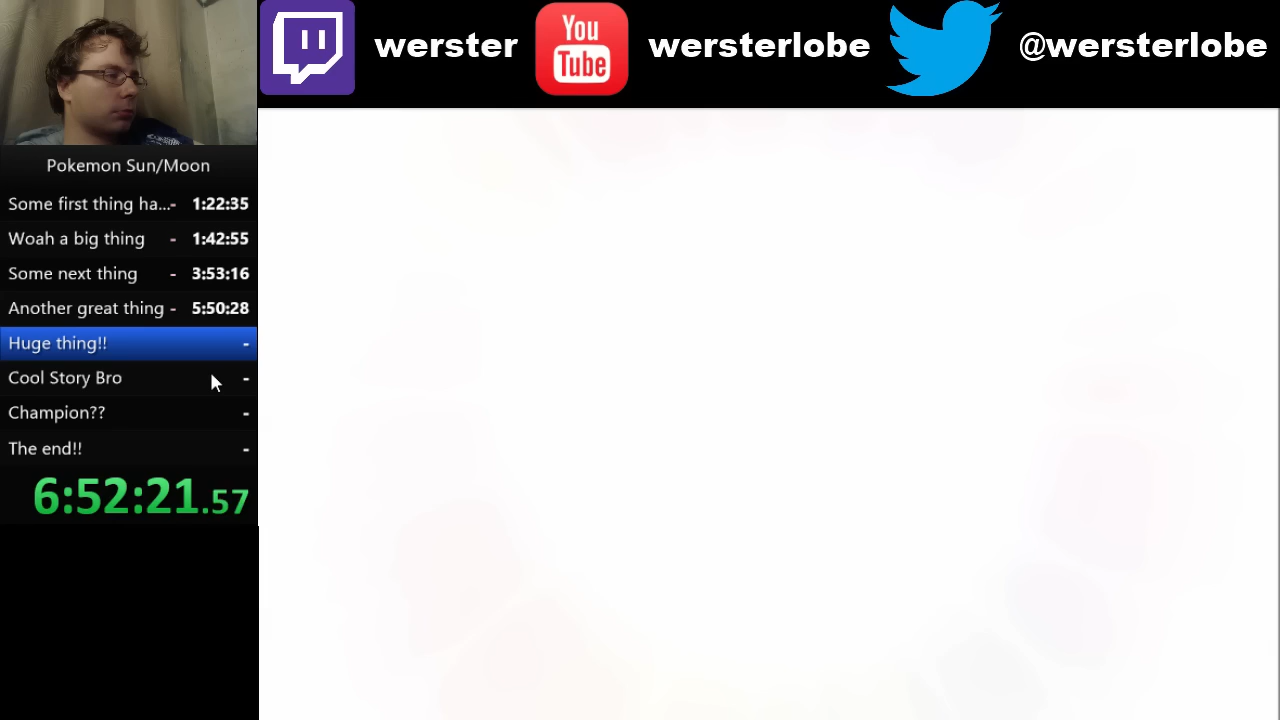 werster
You
Tube
wersterlobe
@wersterlobe
Pokemon Sun/Moon
Some first thing ha...- 1:22:35
Woah a big thing - 1:42:55
Some next thing - 3:53:16
Another great thing - 5:50:28
Huge thing!! -
Cool Story Bro -
Champion?? -
The end!! -
6:52:21.57